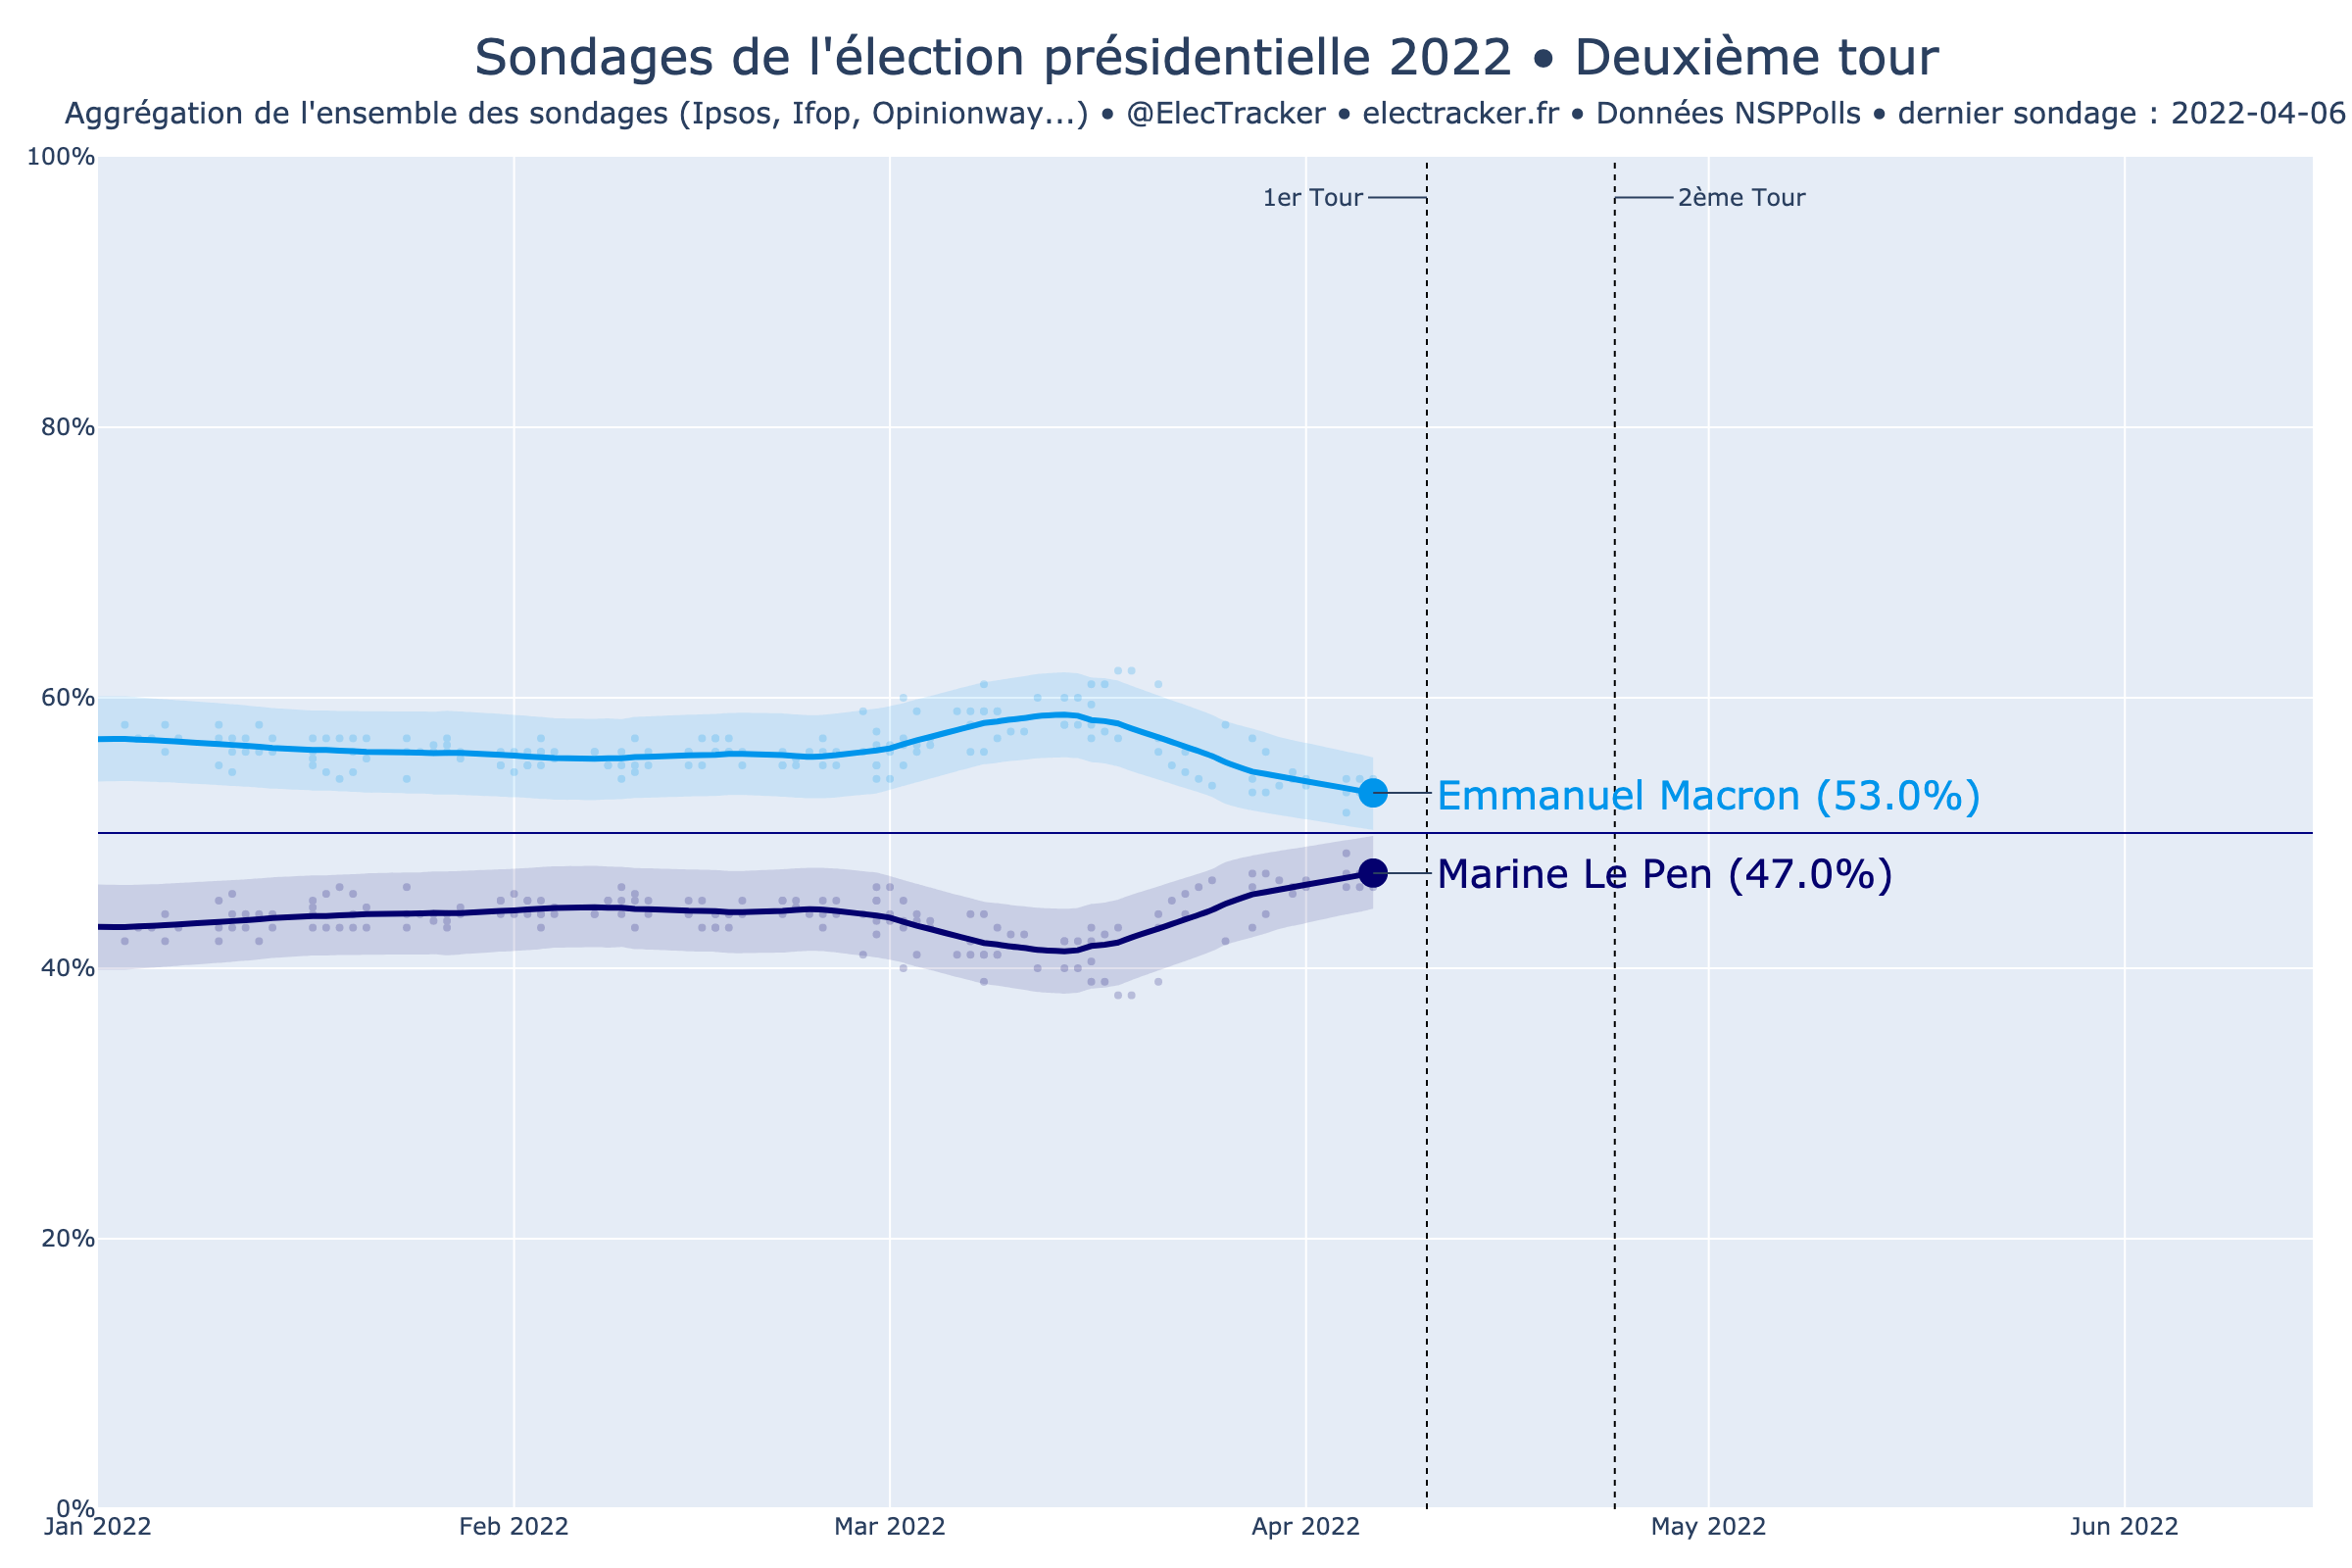 Sondages de l'élection présidentielle 2022 • Deuxième tour
Aggrégation de l'ensemble des sondages (Ipsos, Ifop, Opinionway...) • @ElecTracker • electracker.fr • Données NSPPolls • dernier sondage : 2022-04-06
100%
1er Tour
2ème Tour
80%
60%
Emmanuel Macron (53.0%)
Marine Le Pen (47.0%)
40%
20%
0%
Jan 2022
Feb 2022
Mar 2022
Apr 2022
May 2022
Jun 2022